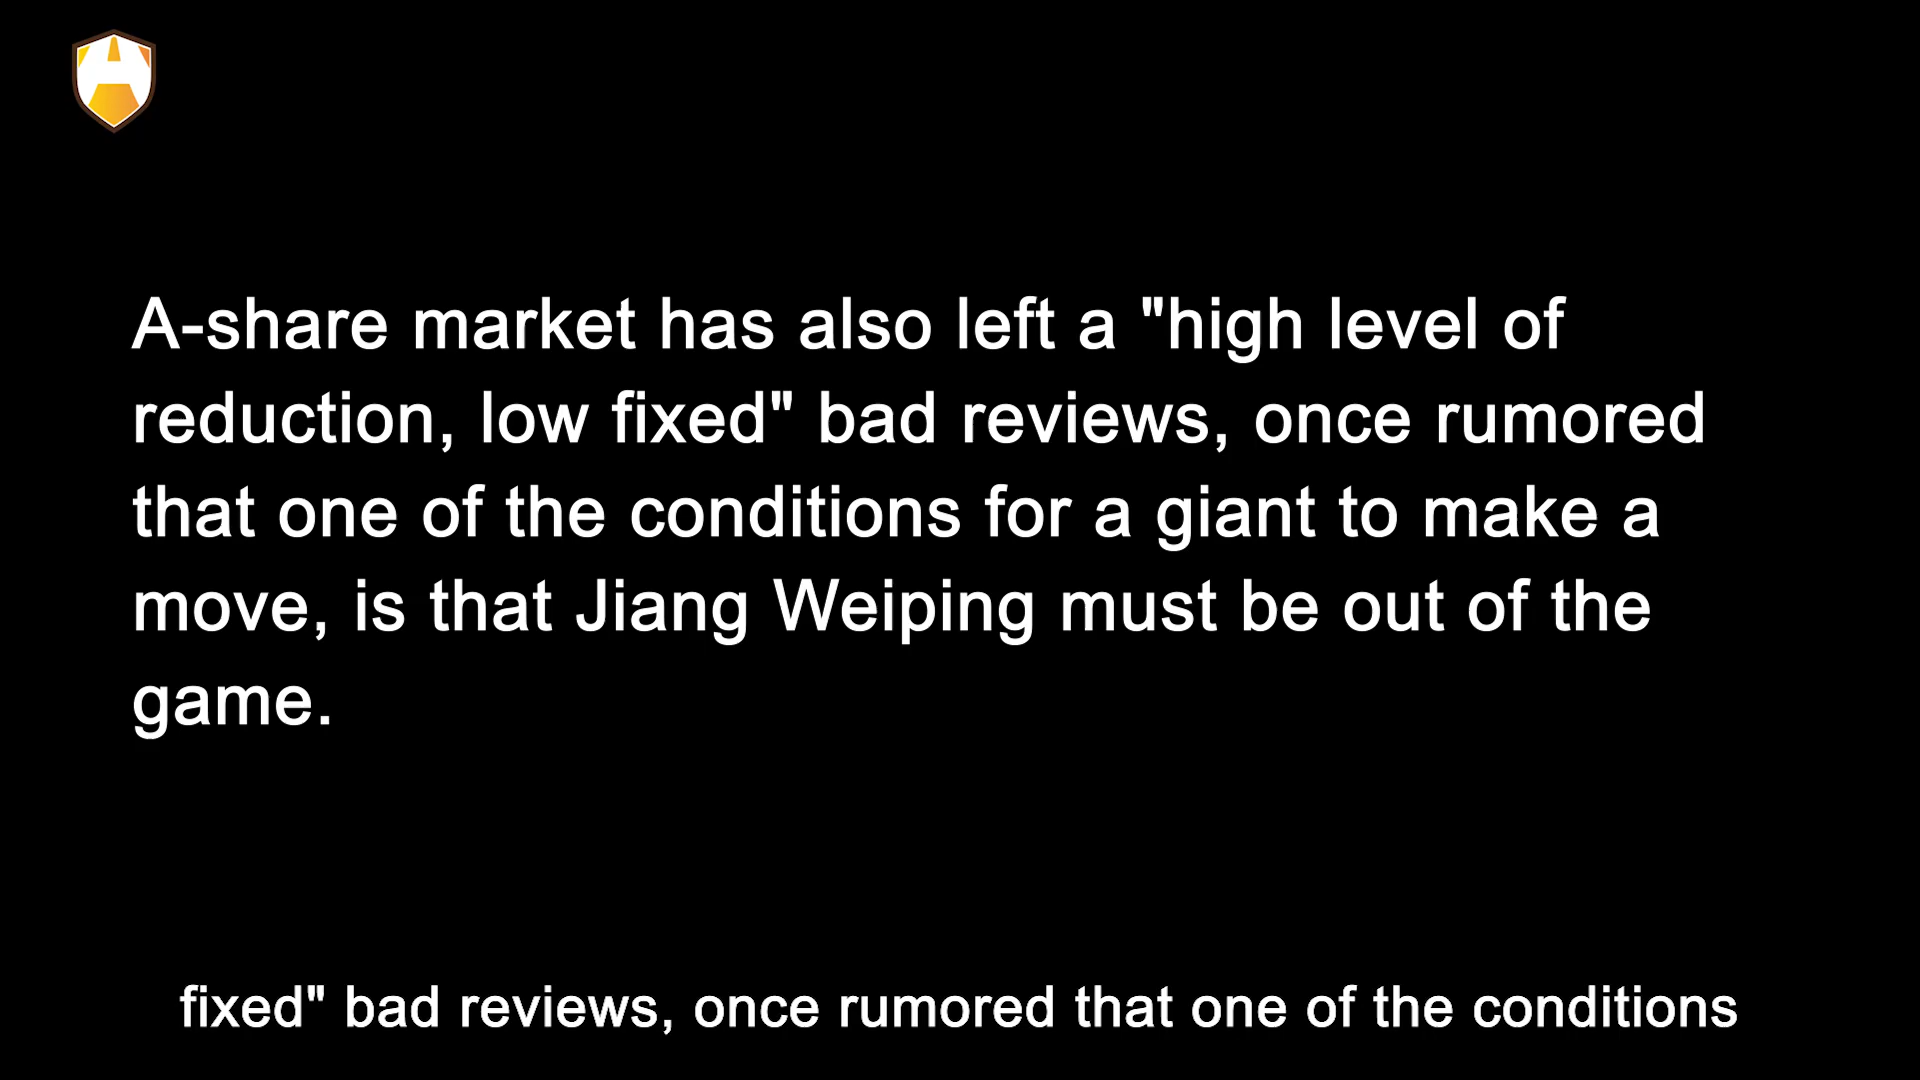 A-share market has also left a "high level of
reduction, low fixed" bad reviews, once rumored
that one of the conditions for a giant to make a
move, is that Jiang Weiping must be out of the
game.
fixed" bad reviews, once rumored that one of the conditions